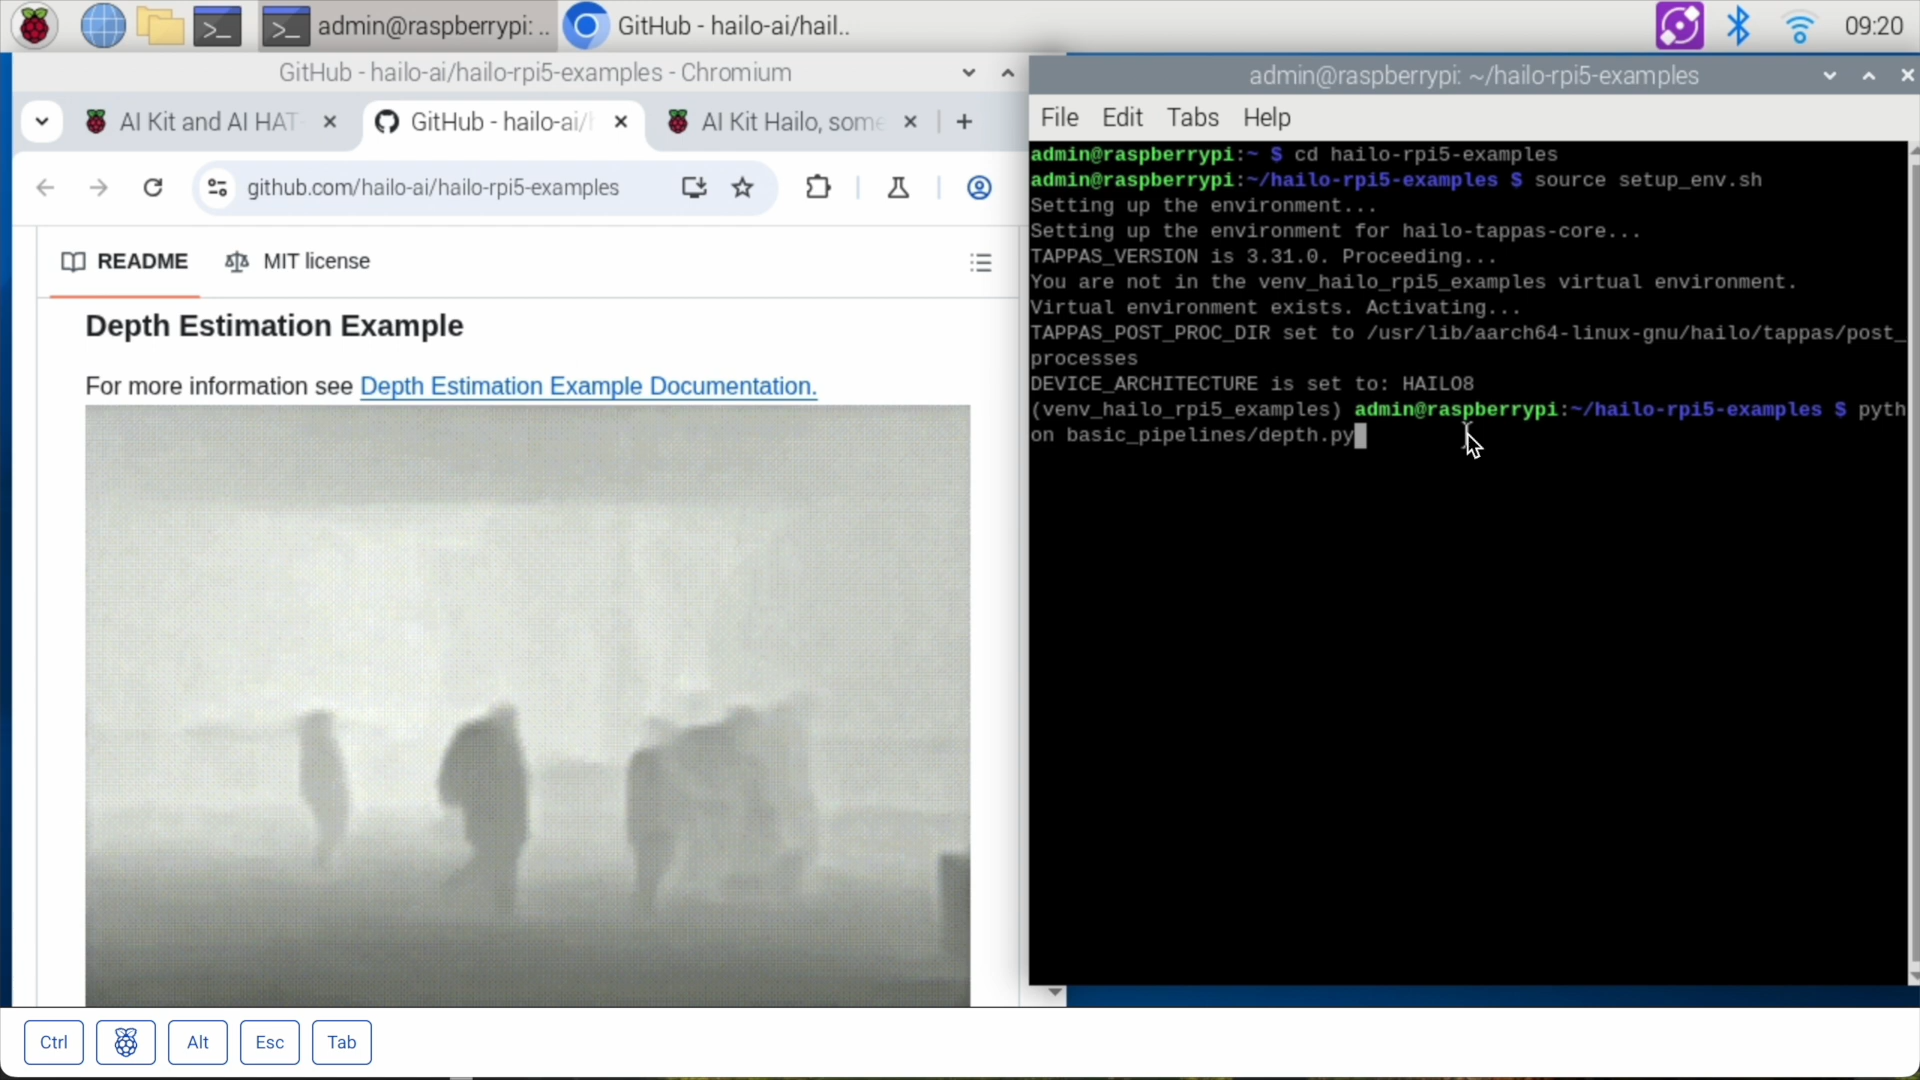 admin@raspberrypi: ..
GitHub - hailo-ai/hail..
09:20
GitHub - hailo-ai/hailo-rpi5-examples - Chromium
AI Kit and AI HAT
GitHub - hailo-ai/
AI Kit Hailo, some
github.com/hailo-ai/hailo-rpi5-examples
README
MIT license
Depth Estimation Example
For more information see Depth Estimation Example Documentation.
admin@raspberrypi: ~/hailo-rpi5-examples
File Edit Tabs Help
admin@raspberrypi:~ $ cd hailo-rpi5-examples
admin@raspberrypi:~/hailo-rpi5-examples $ source setup_env.sh
Setting up the environment...
Setting up the environment for hailo-tappas-core...
TAPPAS_VERSION is 3.31.0. Proceeding...
You are not in the venv_hailo_rpi5_examples virtual environment.
Virtual environment exists. Activating...
TAPPAS_POST_PROC_DIR set to /usr/lib/aarch64-linux-gnu/hailo/tappas/post_
processes
DEVICE_ARCHITECTURE is set to: HAILO8
(venv_hailo_rpi5_examples) admin@raspberrypi:~/hailo-rpi5-examples $ pyth
on basic_pipelines/depth.py
Ctrl
Alt
Esc
Tab